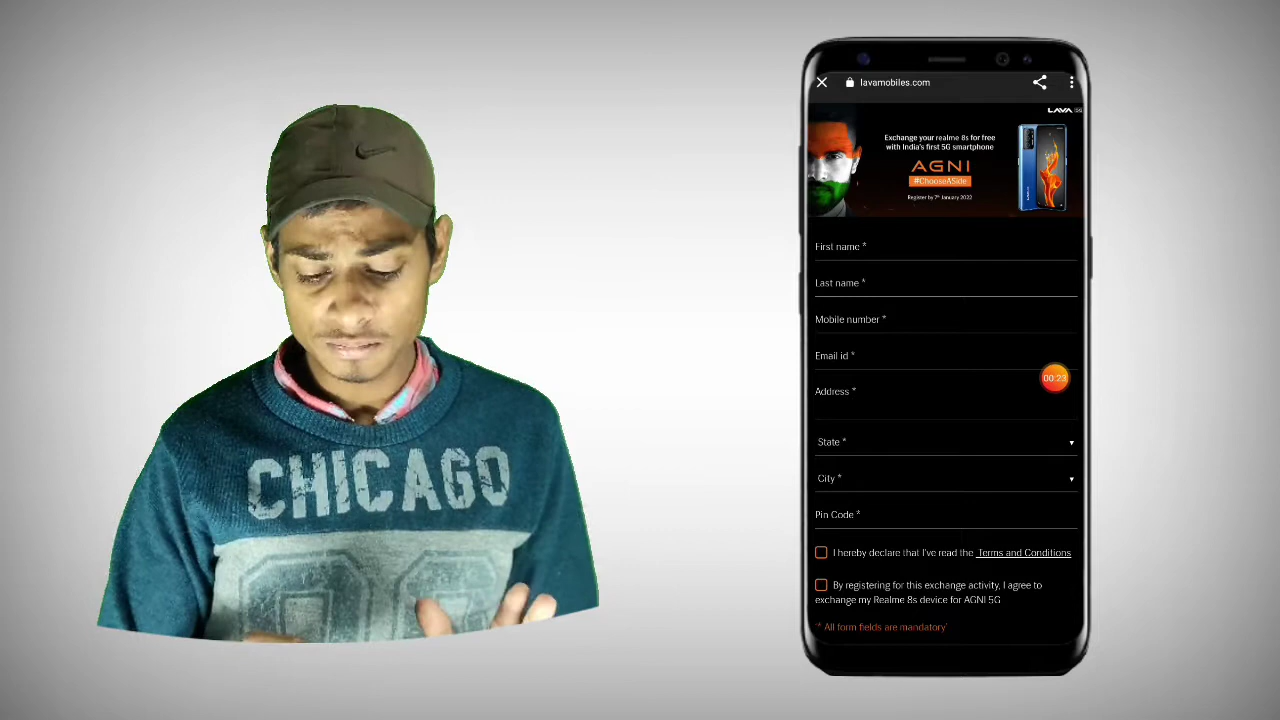 CHICAGO
lavamobiles.com
LAVA 5G
Exchange your realme 8s for free
with India's first 5G smartphone
AGNI
#ChooseASide
Register by 7th January 2022
First name *
Last name *
Mobile number *
Email id *
00:23
Address *
State *
City *
Pin Code *
I hereby declare that I've read the Terms and Conditions
By registering for this exchange activity, I agree to
exchange my Realme 8s device for AGNI 5G
'* All form fields are mandatory'